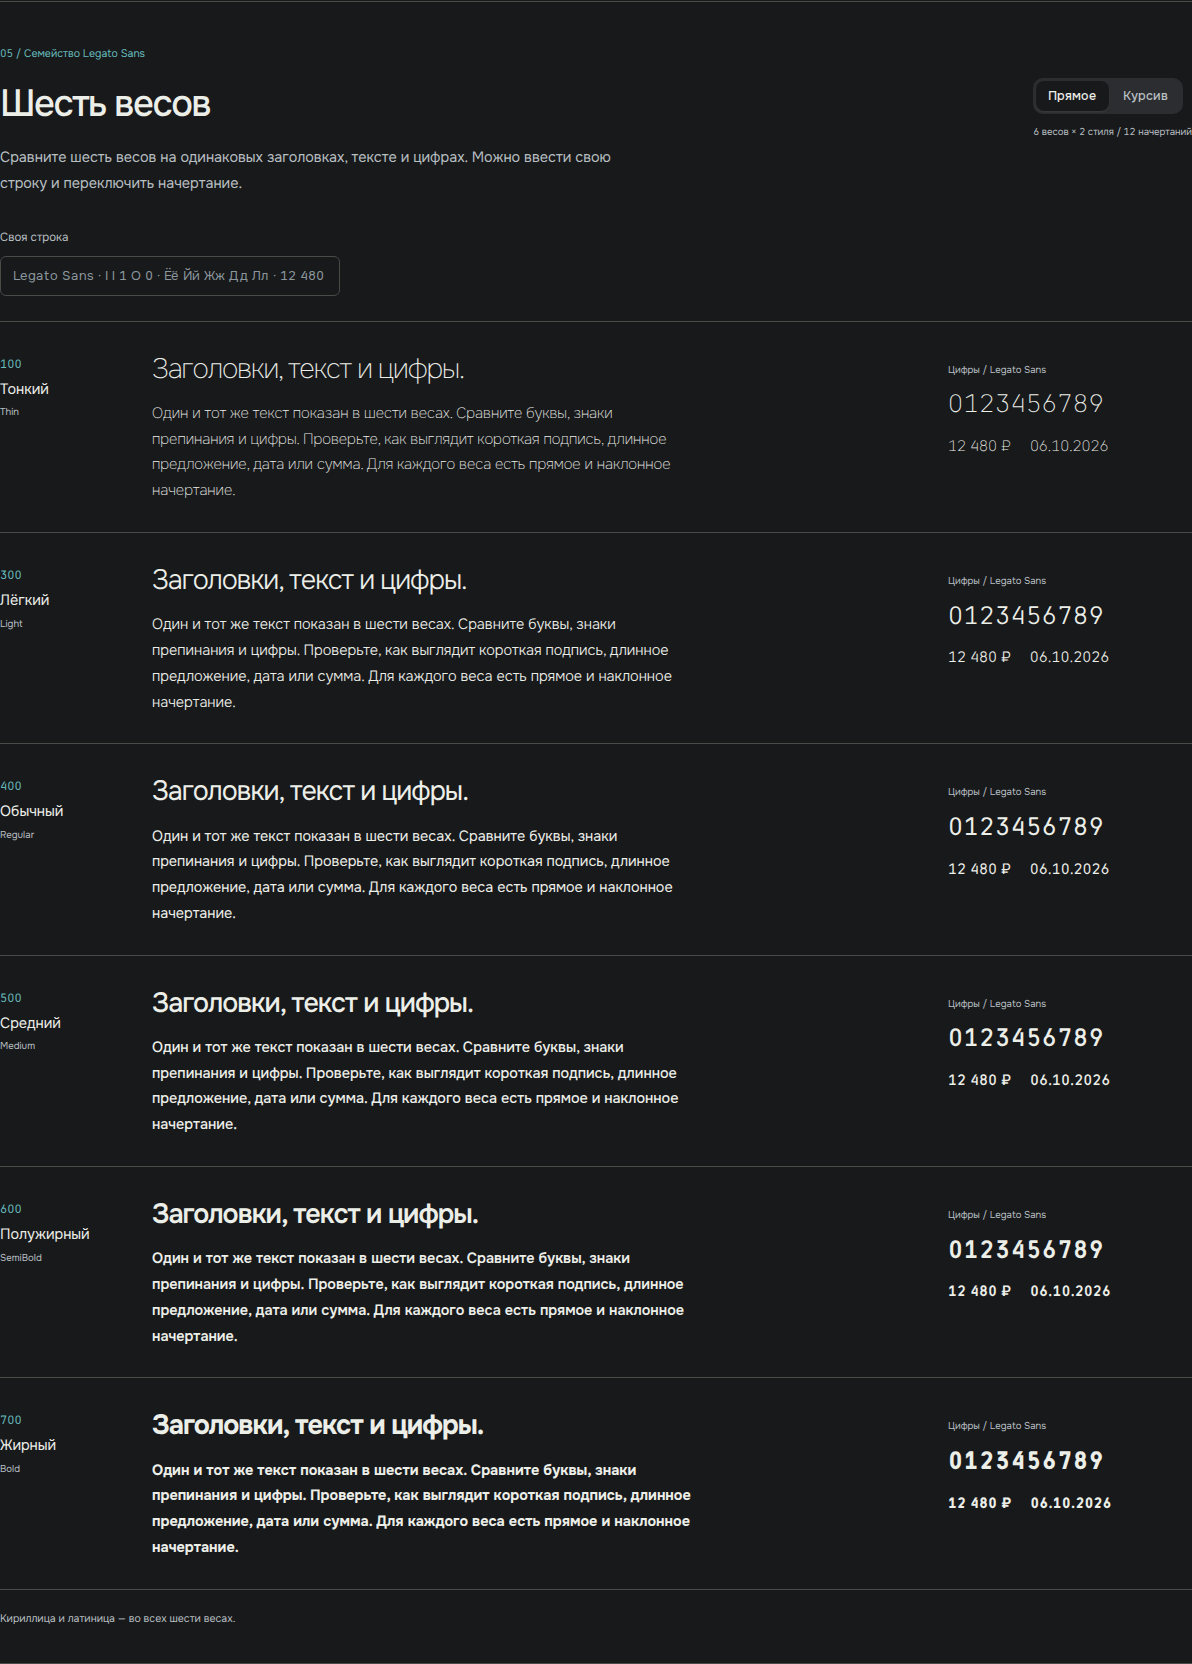 05 / Семейство Legato Sans
Шесть весов
Прямое Курсив
6 весов × 2 стиля / 12 начертаний
Сравните шесть весов на одинаковых заголовках, тексте и цифрах. Можно ввести свою
строку и переключить начертание.
Своя строка
Legato Sans · I l 1 O 0 · Ёё Йй Жж Дд Лл · 12 480
100
Тонкий
Thin
Заголовки, текст и цифры.
Один и тот же текст показан в шести весах. Сравните буквы, знаки
препинания и цифры. Проверьте, как выглядит короткая подпись, длинное
предложение, дата или сумма. Для каждого веса есть прямое и наклонное
начертание.
Цифры / Legato Sans
0123456789
12 480 ₽ 06.10.2026
300
Лёгкий
Light
Заголовки, текст и цифры.
Один и тот же текст показан в шести весах. Сравните буквы, знаки
препинания и цифры. Проверьте, как выглядит короткая подпись, длинное
предложение, дата или сумма. Для каждого веса есть прямое и наклонное
начертание.
Цифры / Legato Sans
0123456789
12 480 ₽ 06.10.2026
400
Обычный
Regular
Заголовки, текст и цифры.
Один и тот же текст показан в шести весах. Сравните буквы, знаки
препинания и цифры. Проверьте, как выглядит короткая подпись, длинное
предложение, дата или сумма. Для каждого веса есть прямое и наклонное
начертание.
Цифры / Legato Sans
0123456789
12 480 ₽ 06.10.2026
500
Средний
Medium
Заголовки, текст и цифры.
Один и тот же текст показан в шести весах. Сравните буквы, знаки
препинания и цифры. Проверьте, как выглядит короткая подпись, длинное
предложение, дата или сумма. Для каждого веса есть прямое и наклонное
начертание.
Цифры / Legato Sans
0123456789
12 480 ₽ 06.10.2026
600
Полужирный
SemiBold
Заголовки, текст и цифры.
Один и тот же текст показан в шести весах. Сравните буквы, знаки
препинания и цифры. Проверьте, как выглядит короткая подпись, длинное
предложение, дата или сумма. Для каждого веса есть прямое и наклонное
начертание.
Цифры / Legato Sans
0123456789
12 480 ₽ 06.10.2026
700
Жирный
Bold
Заголовки, текст и цифры.
Один и тот же текст показан в шести весах. Сравните буквы, знаки
препинания и цифры. Проверьте, как выглядит короткая подпись, длинное
предложение, дата или сумма. Для каждого веса есть прямое и наклонное
начертание.
Цифры / Legato Sans
0123456789
12 480 ₽ 06.10.2026
Кириллица и латиница — во всех шести весах.